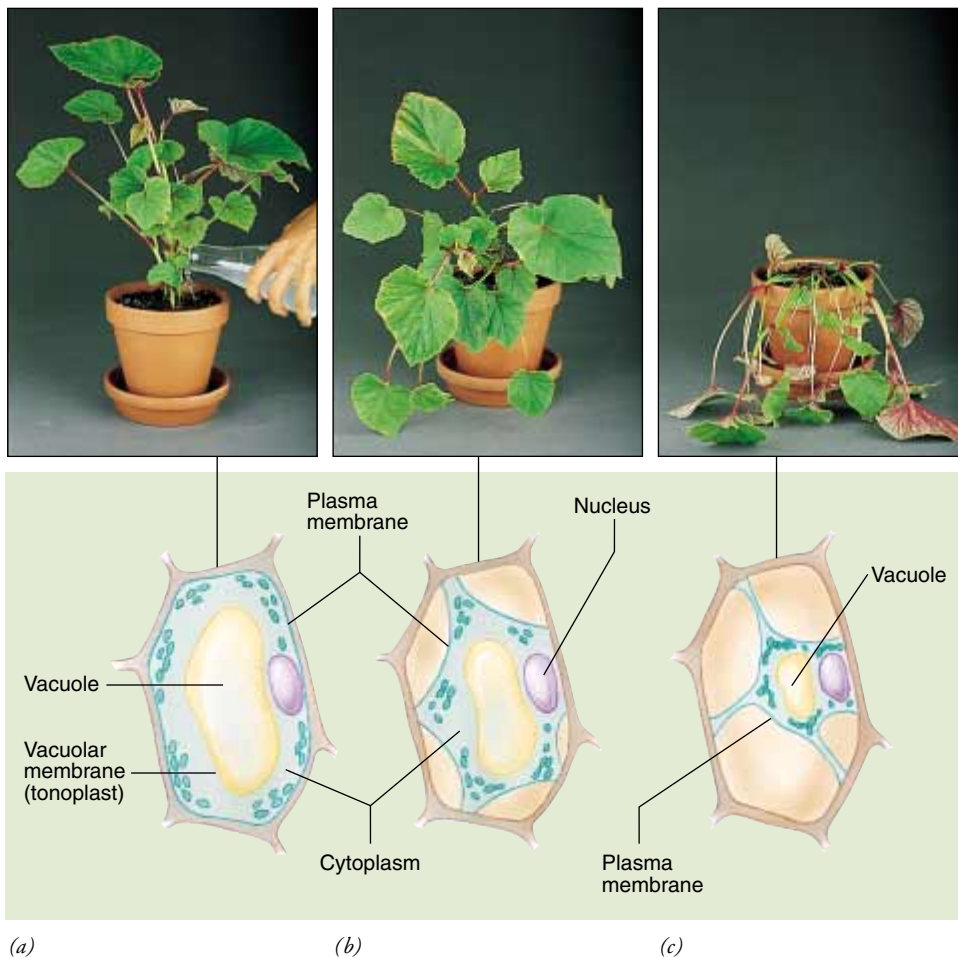 Plasma
membrane
Nucleus
Vacuole
Vacuole
Vacuolar
membrane
(tonoplast)
Cytoplasm
Plasma
membrane
(a)
(b)
(c)